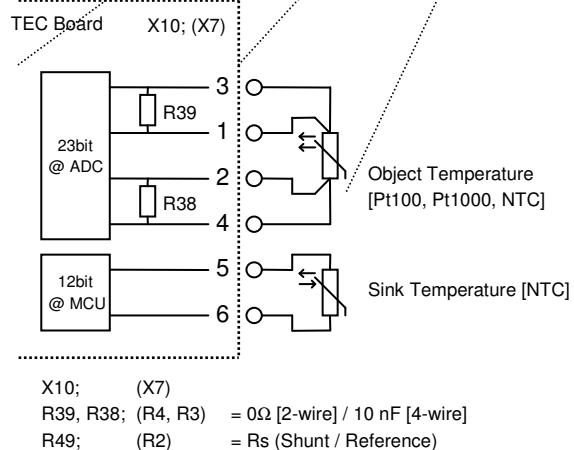 TEC Board X10; (X7)
3
R39
1
23bit
@ ADC
2
Object Temperature
[Pt100, Pt1000, NTC]
R38
4
5
12bit
@ MCU
Sink Temperature [NTC]
6
X10; (X7)
R39, R38; (R4, R3) = 0Ω [2-wire] / 10 nF [4-wire]
R49; (R2) = Rs (Shunt / Reference)